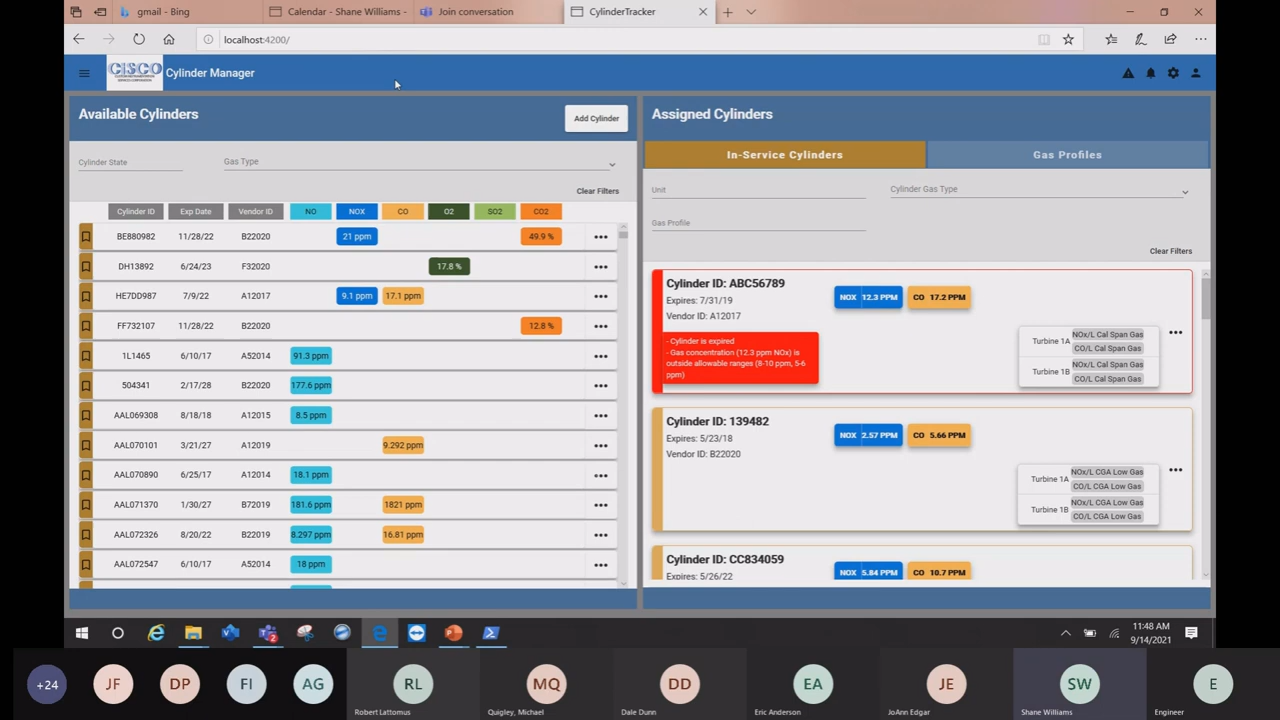 gmail - Bing
Calendar - Shane Williams -
Join conversation
CylinderTracker
localhost:4200/
CISCO
Cylinder Manager
Available Cylinders
Add Cylinder
Cylinder State
Gas Type
Clear Filters
Cylinder ID Exp Date Vendor ID NO NOX CO O2 SO2 CO2
BE880982 11/28/22 B22020 21 ppm 49.9 %
DH13892 6/24/23 F32020 17.8 %
HE7DD987 7/9/22 A12017 9.1 ppm 17.1 ppm
FF732107 11/28/22 B22020 12.8 %
1L1465 6/10/17 A52014 91.3 ppm
504341 2/17/28 B22020 177.6 ppm
AAL069308 8/18/18 A12015 8.5 ppm
AAL070101 3/21/27 A12019 9.292 ppm
AAL070890 6/25/17 A12014 18.1 ppm
AAL071370 1/30/27 B72019 181.6 ppm 1821 ppm
AAL072326 8/20/22 B22019 8.297 ppm 16.81 ppm
AAL072547 6/10/17 A52014 18 ppm
Assigned Cylinders
In-Service Cylinders
Gas Profiles
Unit
Cylinder Gas Type
Gas Profile
Clear Filters
Cylinder ID: ABC56789
Expires: 7/31/19
Vendor ID: A12017
NOX 12.3 PPM CO 17.2 PPM
- Cylinder is expired
- Gas concentration (12.3 ppm NOx) is
outside allowable ranges (8-10 ppm, 5-6
ppm)
Turbine 1A
NOx/L Cal Span Gas
CO/L Cal Span Gas
Turbine 1B
NOx/L Cal Span Gas
CO/L Cal Span Gas
Cylinder ID: 139482
Expires: 5/23/18
Vendor ID: B22020
NOX 2.57 PPM CO 5.66 PPM
Turbine 1A
NOx/L CGA Low Gas
CO/L CGA Low Gas
Turbine 1B
NOx/L CGA Low Gas
CO/L CGA Low Gas
Cylinder ID: CC834059
Expires: 5/26/22
NOX 5.84 PPM CO 10.7 PPM
11:48 AM
9/14/2021
+24
JF
DP
FI
AG
RL
Robert Lattomus
MQ
Quigley, Michael
DD
Dale Dunn
EA
Eric Anderson
JE
JoAnn Edgar
SW
Shane Williams
E
Engineer